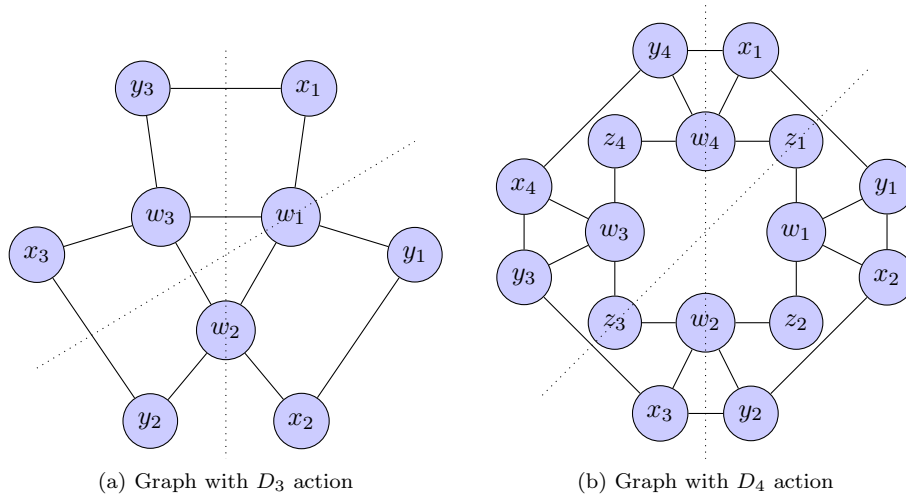 y₃ x₁
w₃ w₁
x₃ y₁
w₂
y₂ x₂
(a) Graph with D₃ action
y₄ x₁
z₄ w₄ z₁
x₄ y₁
w₃ w₁
y₃ x₂
z₃ w₂ z₂
x₃ y₂
(b) Graph with D₄ action